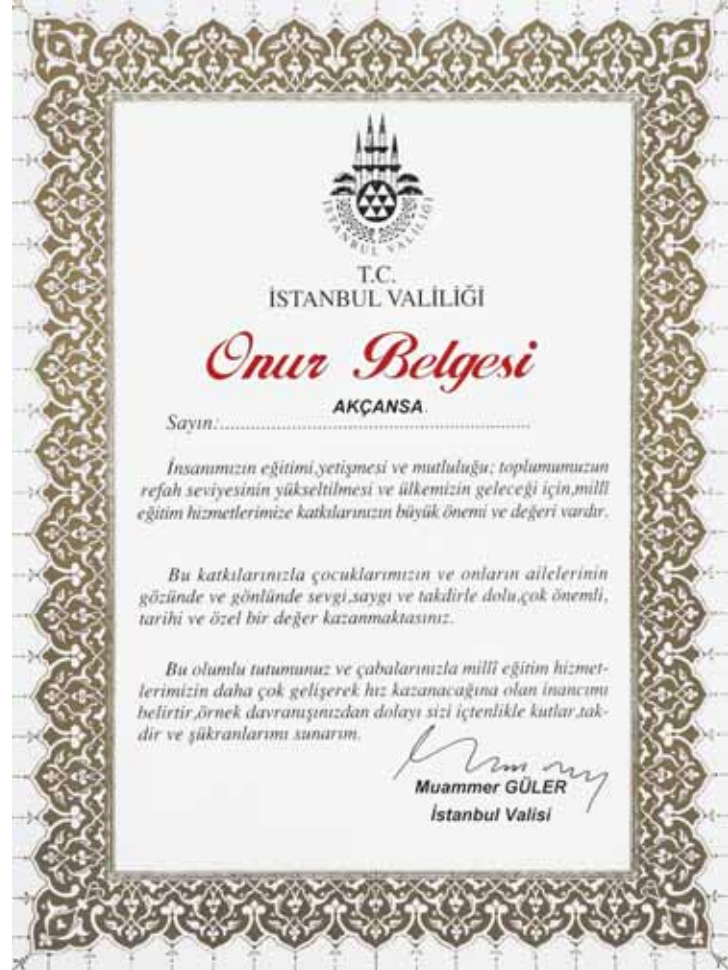 İSTANBUL VALİLİĞİ
T.C.
İSTANBUL VALİLİĞİ
Onur Belgesi
AKÇANSA
Sayın:..............................................................
İnsanımızın eğitimi,yetişmesi ve mutluluğu; toplumumuzun
refah seviyesinin yükseltilmesi ve ülkemizin geleceği için,millî
eğitim hizmetlerimize katkılarınızın büyük önemi ve değeri vardır.
Bu katkılarınızla çocuklarımızın ve onların ailelerinin
gözünde ve gönlünde sevgi,saygı ve takdirle dolu,çok önemli,
tarihi ve özel bir değer kazanmaktasınız.
Bu olumlu tutumunuz ve çabalarınızla millî eğitim hizmet-
lerimizin daha çok gelişerek hız kazanacağına olan inancımı
belirtir,örnek davranışınızdan dolayı sizi içtenlikle kutlar,tak-
dir ve şükranlarımı sunarım.
Muammer GÜLER
İstanbul Valisi